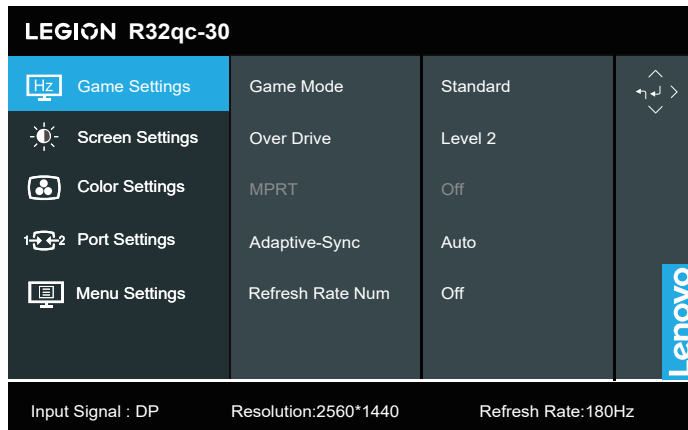 LEGION R32qc-30
Hz Game Settings Game Mode Standard
Screen Settings Over Drive Level 2
Color Settings MPRT Off
1 2 Port Settings Adaptive-Sync Auto
Menu Settings Refresh Rate Num Off
Lenovo
Input Signal : DP Resolution:2560*1440 Refresh Rate:180Hz